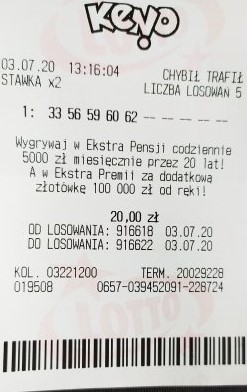 KENO
03.07.20 13:16:04
STAWKA x2
CHYBIŁ TRAFIŁ
LICZBA LOSOWAŃ 5
1: 33 56 59 60 62 -- -- -- -- --
Wygrywaj w Ekstra Pensji codziennie
5000 zł miesięcznie przez 20 lat!
A w Ekstra Premii za dodatkową
złotówkę 100 000 zł od ręki!
20,00 zł
OD LOSOWANIA: 916618 03.07.20
DO LOSOWANIA: 916622 03.07.20
KOL. 03221200 TERM. 20029228
019508 0657-039452091-228724
LOTTO